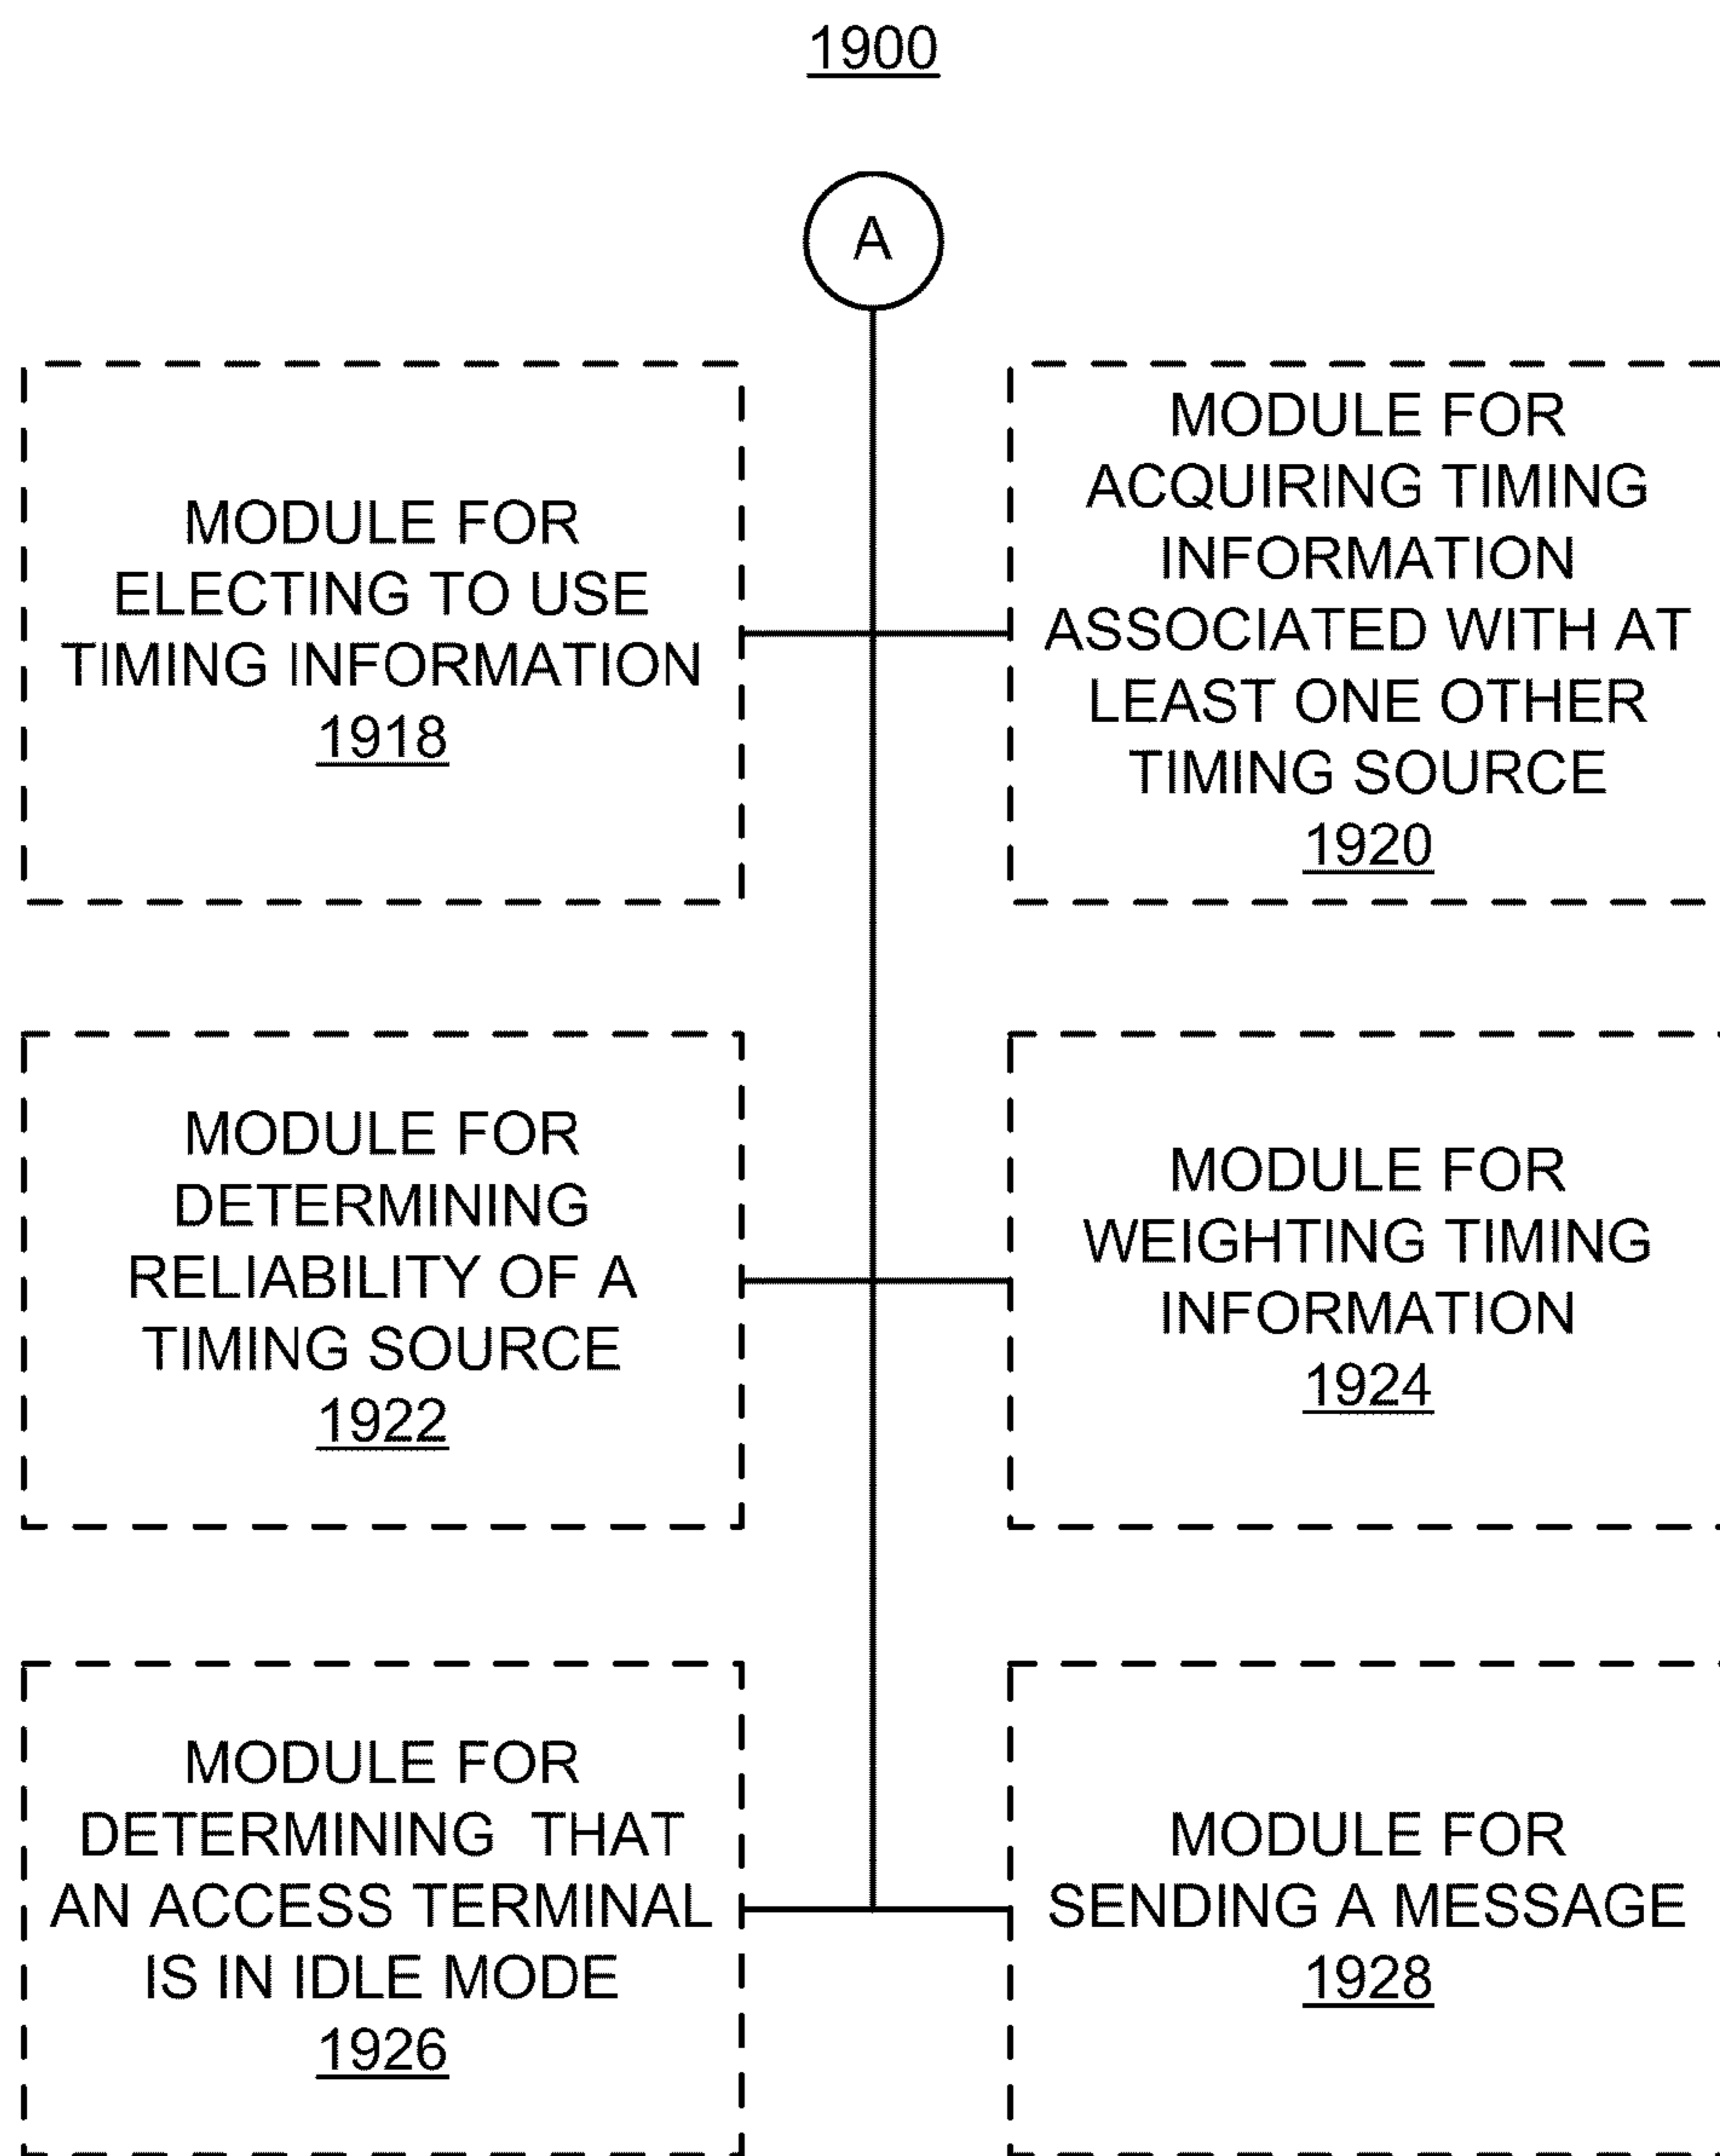 1900
A
MODULE FOR
ELECTING TO USE
TIMING INFORMATION
1918
MODULE FOR
ACQUIRING TIMING
INFORMATION
ASSOCIATED WITH AT
LEAST ONE OTHER
TIMING SOURCE
1920
MODULE FOR
DETERMINING
RELIABILITY OF A
TIMING SOURCE
1922
MODULE FOR
WEIGHTING TIMING
INFORMATION
1924
MODULE FOR
DETERMINING THAT
AN ACCESS TERMINAL
IS IN IDLE MODE
1926
MODULE FOR
SENDING A MESSAGE
1928